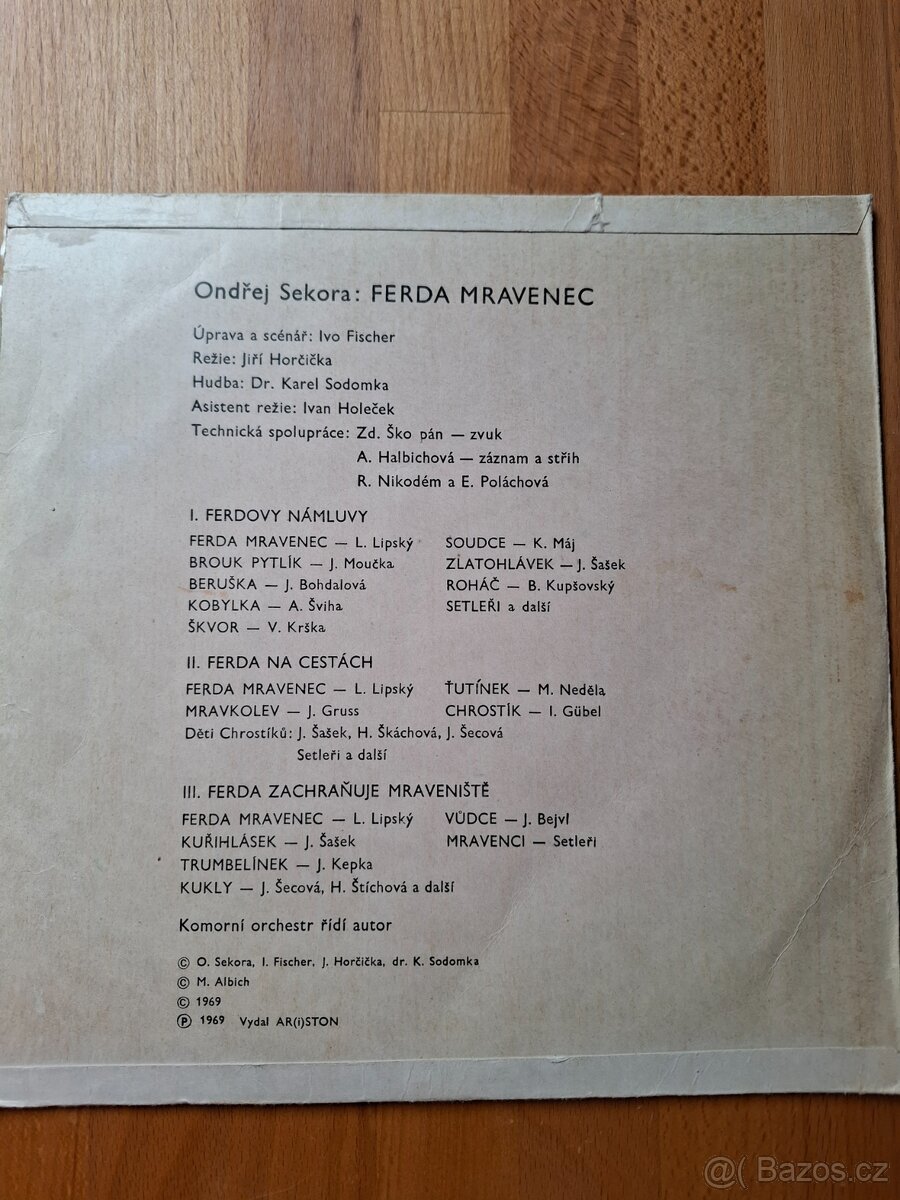 Ondřej Sekora: FERDA MRAVENEC
Úprava a scénář: Ivo Fischer
Režie: Jiří Horčička
Hudba: Dr. Karel Sodomka
Asistent režie: Ivan Holeček
Technická spolupráce: Zd. Ško pán — zvuk
A. Halbichová — záznam a střih
R. Nikodém a E. Poláchová
I. FERDOVY NÁMLUVY
FERDA MRAVENEC — L. Lipský
BROUK PYTLÍK — J. Moučka
BERUŠKA — J. Bohdalová
KOBYLKA — A. Šviha
ŠKVOR — V. Krška
SOUDCE — K. Máj
ZLATOHLÁVEK — J. Šašek
ROHÁČ — B. Kupšovský
SETLEŘI a další
II. FERDA NA CESTÁCH
FERDA MRAVENEC — L. Lipský
MRAVKOLEV — J. Gruss
ŤUTÍNEK — M. Neděla
CHROSTÍK — I. Gübel
Děti Chrostíků: J. Šašek, H. Škáchová, J. Šecová
Setleři a další
III. FERDA ZACHRAŇUJE MRAVENIŠTĚ
FERDA MRAVENEC — L. Lipský
KUŘIHLÁSEK — J. Šašek
TRUMBELÍNEK — J. Kepka
KUKLY — J. Šecová, H. Štíchová a další
VŮDCE — J. Bejvl
MRAVENCI — Setleři
Komorní orchestr řídí autor
© O. Sekora, I. Fischer, J. Horčička, dr. K. Sodomka
© M. Albich
© 1969
℗ 1969 Vydal AR(i)STON
@( Bazos.cz